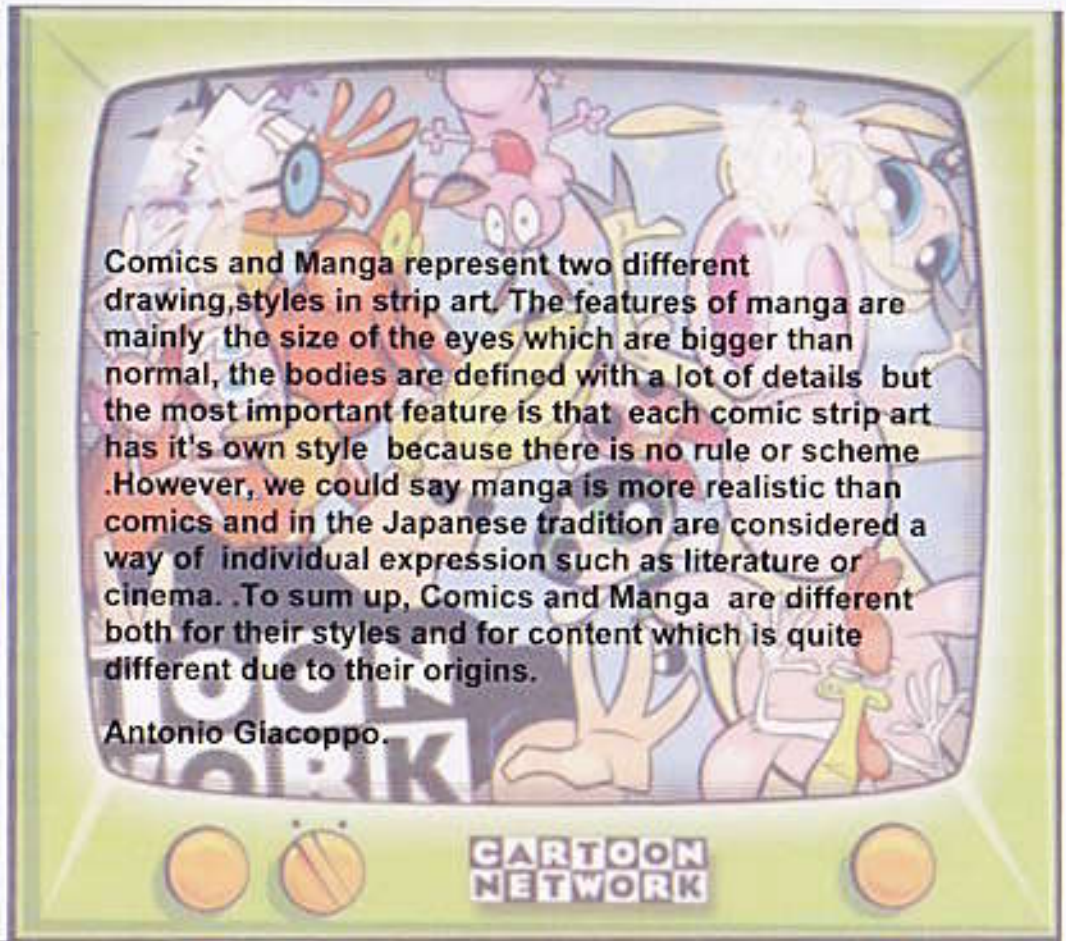 Comics and Manga represent two different
drawing,styles in strip art. The features of manga are
mainly the size of the eyes which are bigger than
normal, the bodies are defined with a lot of details but
the most important feature is that each comic strip art
has it's own style because there is no rule or scheme
.However, we could say manga is more realistic than
comics and in the Japanese tradition are considered a
way of individual expression such as literature or
cinema. .To sum up, Comics and Manga are different
both for their styles and for content which is quite
different due to their origins.
Antonio Giacoppo.
TOON
WORK
CARTOON
NETWORK